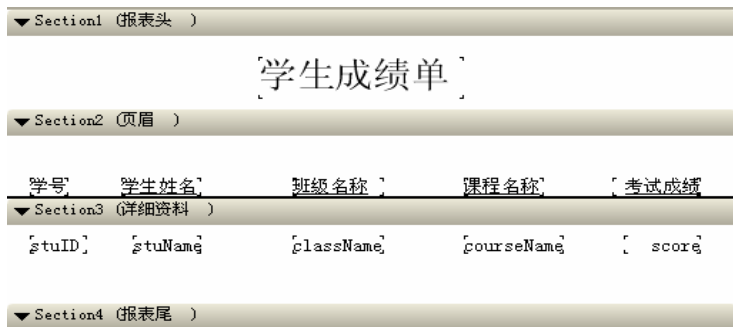 Section1 (报表头 )
学生成绩单
Section2 (页眉 )
学号 学生姓名 班级名称 课程名称 考试成绩
Section3 (详细资料 )
stuID stuName className courseName score
Section4 (报表尾 )